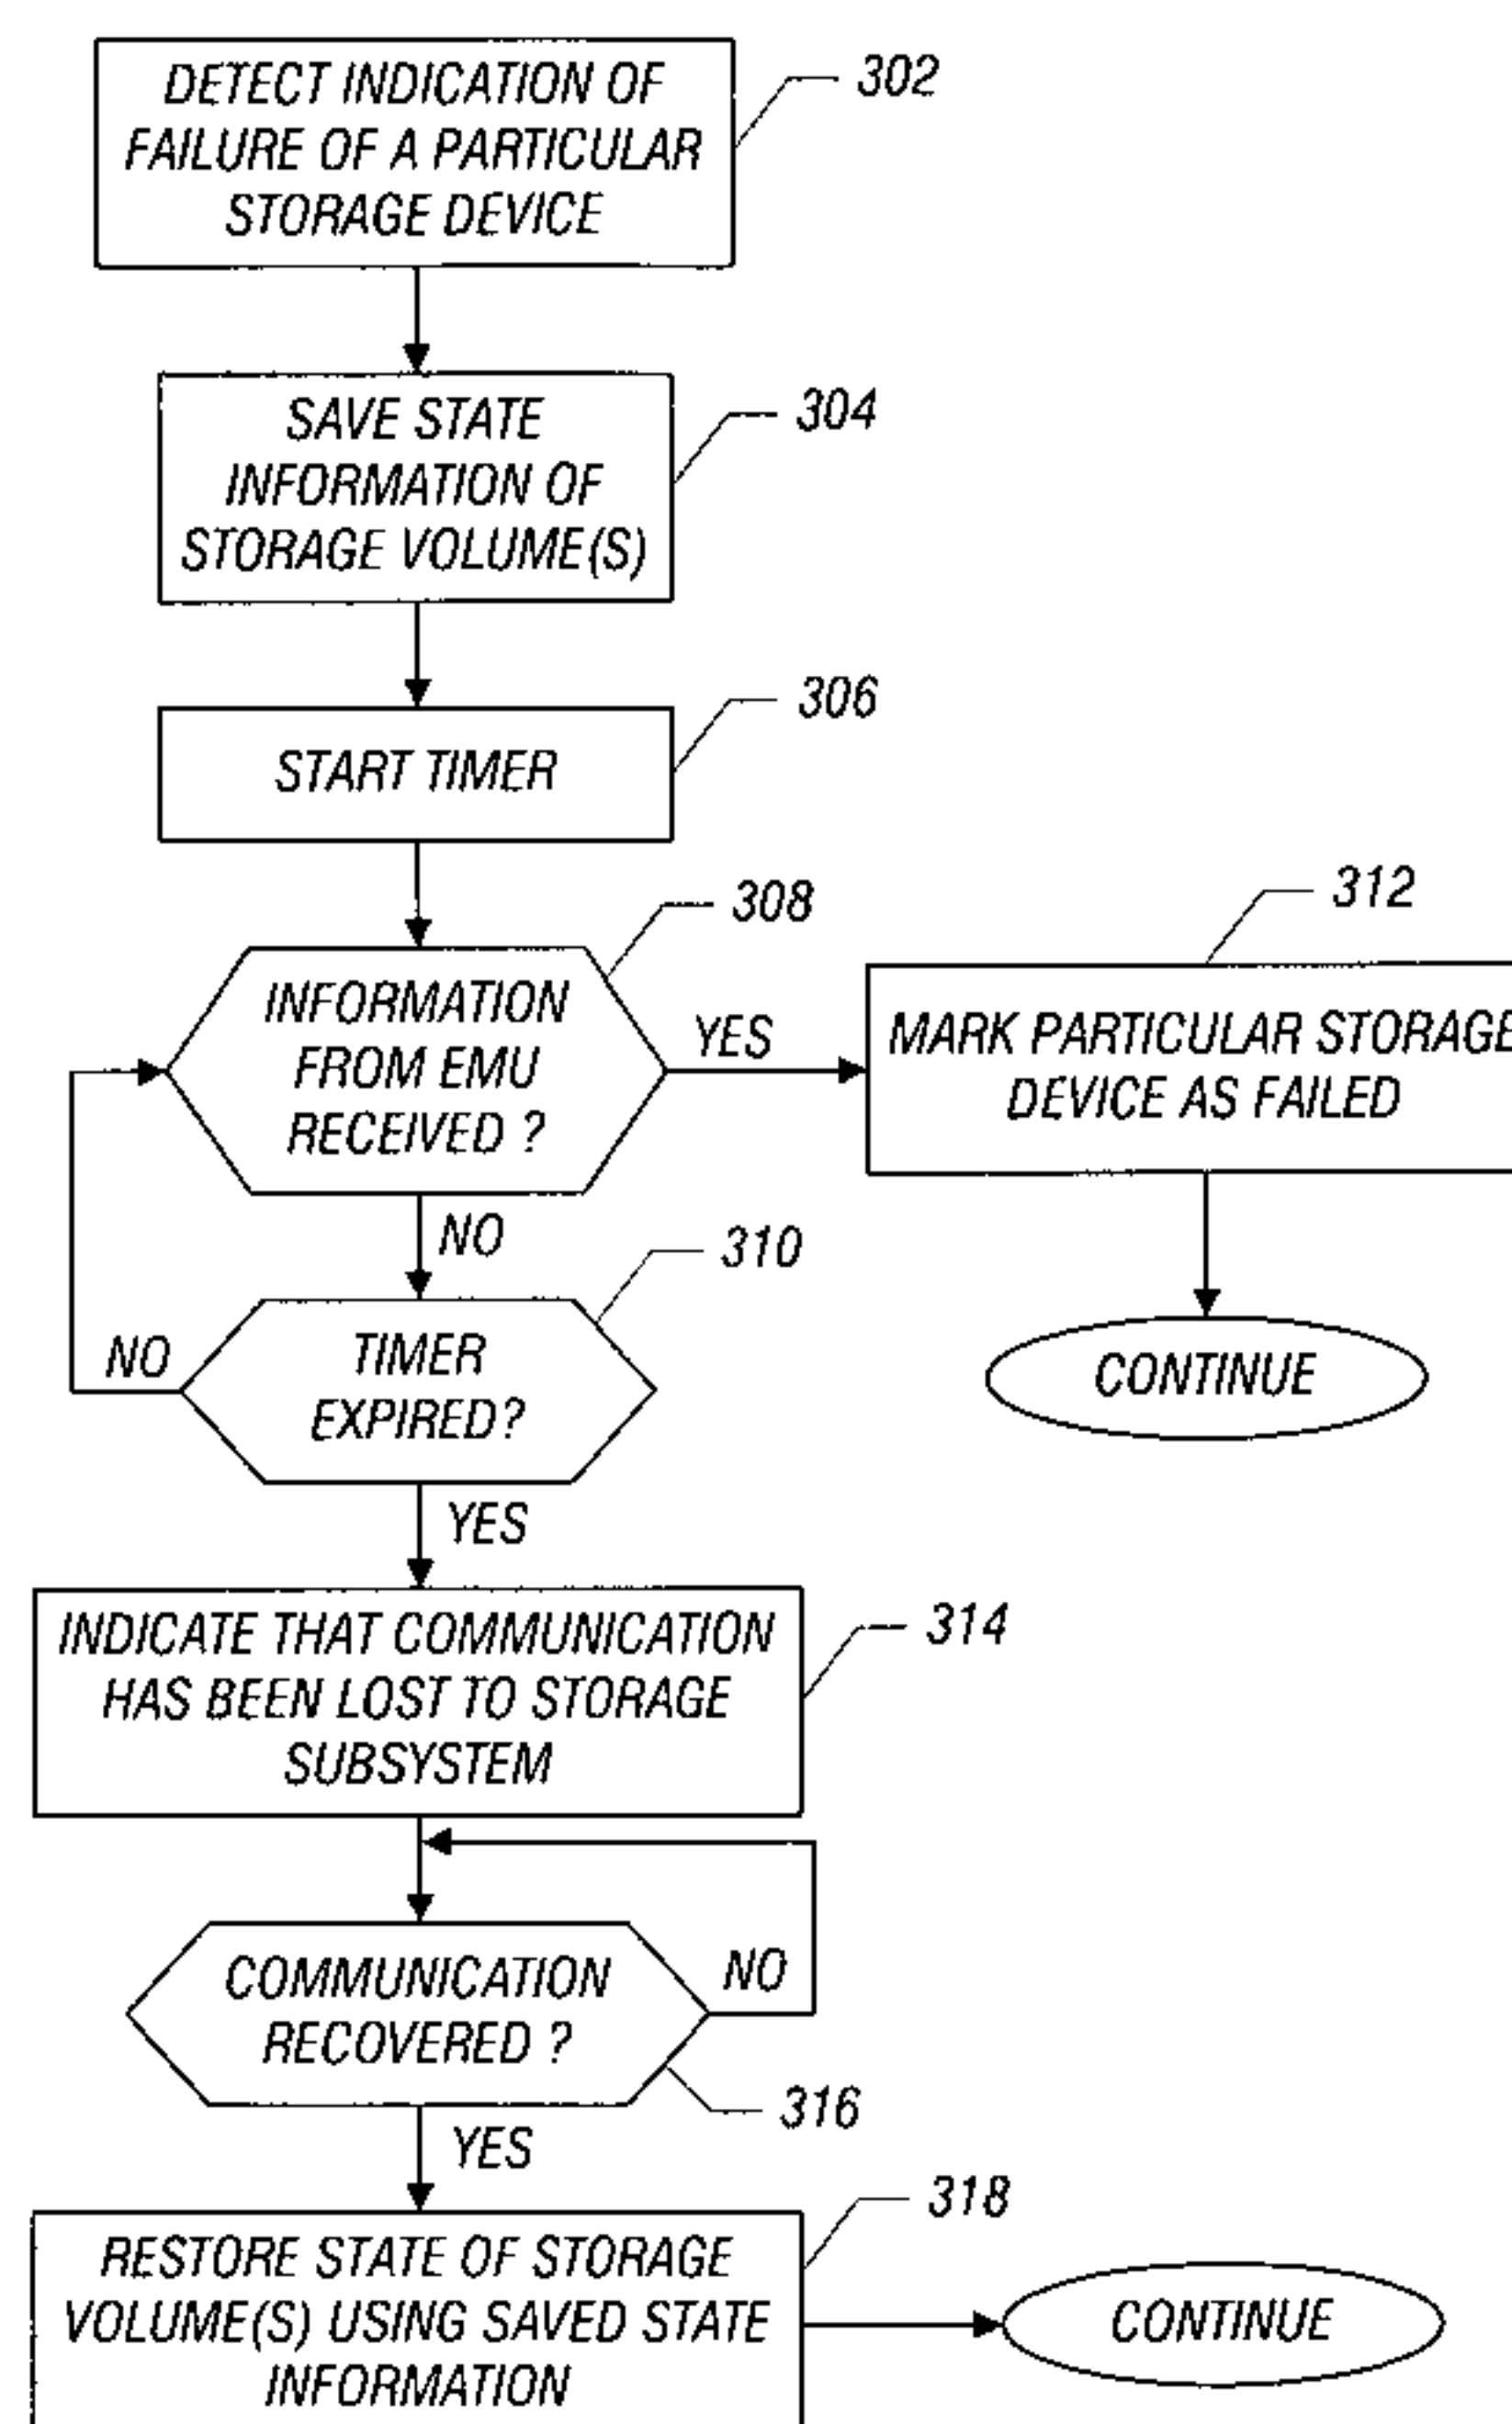 DETECT INDICATION OF
FAILURE OF A PARTICULAR
STORAGE DEVICE
302
SAVE STATE
INFORMATION OF
STORAGE VOLUME(S)
304
START TIMER
306
INFORMATION
FROM EMU
RECEIVED ?
308
YES
MARK PARTICULAR STORAGE
DEVICE AS FAILED
312
CONTINUE
NO
TIMER
EXPIRED?
310
NO
YES
INDICATE THAT COMMUNICATION
HAS BEEN LOST TO STORAGE
SUBSYSTEM
314
COMMUNICATION
RECOVERED ?
NO
316
YES
RESTORE STATE OF STORAGE
VOLUME(S) USING SAVED STATE
INFORMATION
318
CONTINUE